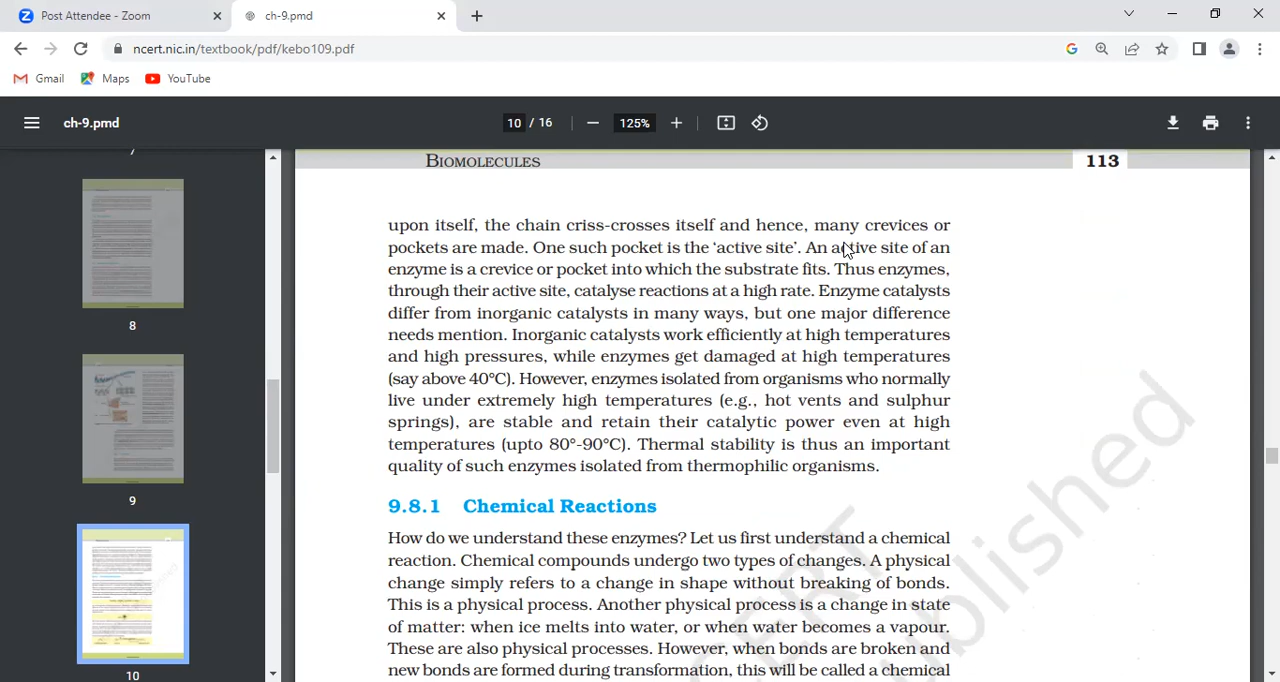 Post Attendee - Zoom
ch-9.pmd
ncert.nic.in/textbook/pdf/kebo109.pdf
Gmail Maps YouTube
ch-9.pmd 10 / 16 125%
7
8
9
10
BIOMOLECULES 113
upon itself, the chain criss-crosses itself and hence, many crevices or
pockets are made. One such pocket is the 'active site'. An active site of an
enzyme is a crevice or pocket into which the substrate fits. Thus enzymes,
through their active site, catalyse reactions at a high rate. Enzyme catalysts
differ from inorganic catalysts in many ways, but one major difference
needs mention. Inorganic catalysts work efficiently at high temperatures
and high pressures, while enzymes get damaged at high temperatures
(say above 40°C). However, enzymes isolated from organisms who normally
live under extremely high temperatures (e.g., hot vents and sulphur
springs), are stable and retain their catalytic power even at high
temperatures (upto 80°-90°C). Thermal stability is thus an important
quality of such enzymes isolated from thermophilic organisms.
9.8.1 Chemical Reactions
How do we understand these enzymes? Let us first understand a chemical
reaction. Chemical compounds undergo two types of changes. A physical
change simply refers to a change in shape without breaking of bonds.
This is a physical process. Another physical process is a change in state
of matter: when ice melts into water, or when water becomes a vapour.
These are also physical processes. However, when bonds are broken and
new bonds are formed during transformation, this will be called a chemical